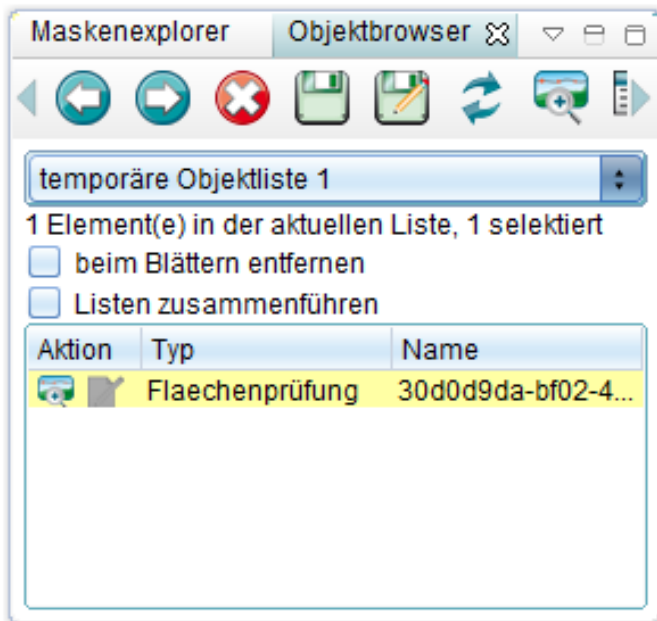 Maskenexplorer Objektbrowser
temporäre Objektliste 1
1 Element(e) in der aktuellen Liste, 1 selektiert
beim Blättern entfernen
Listen zusammenführen
Aktion Typ Name
Flaechenprüfung 30d0d9da-bf02-4...